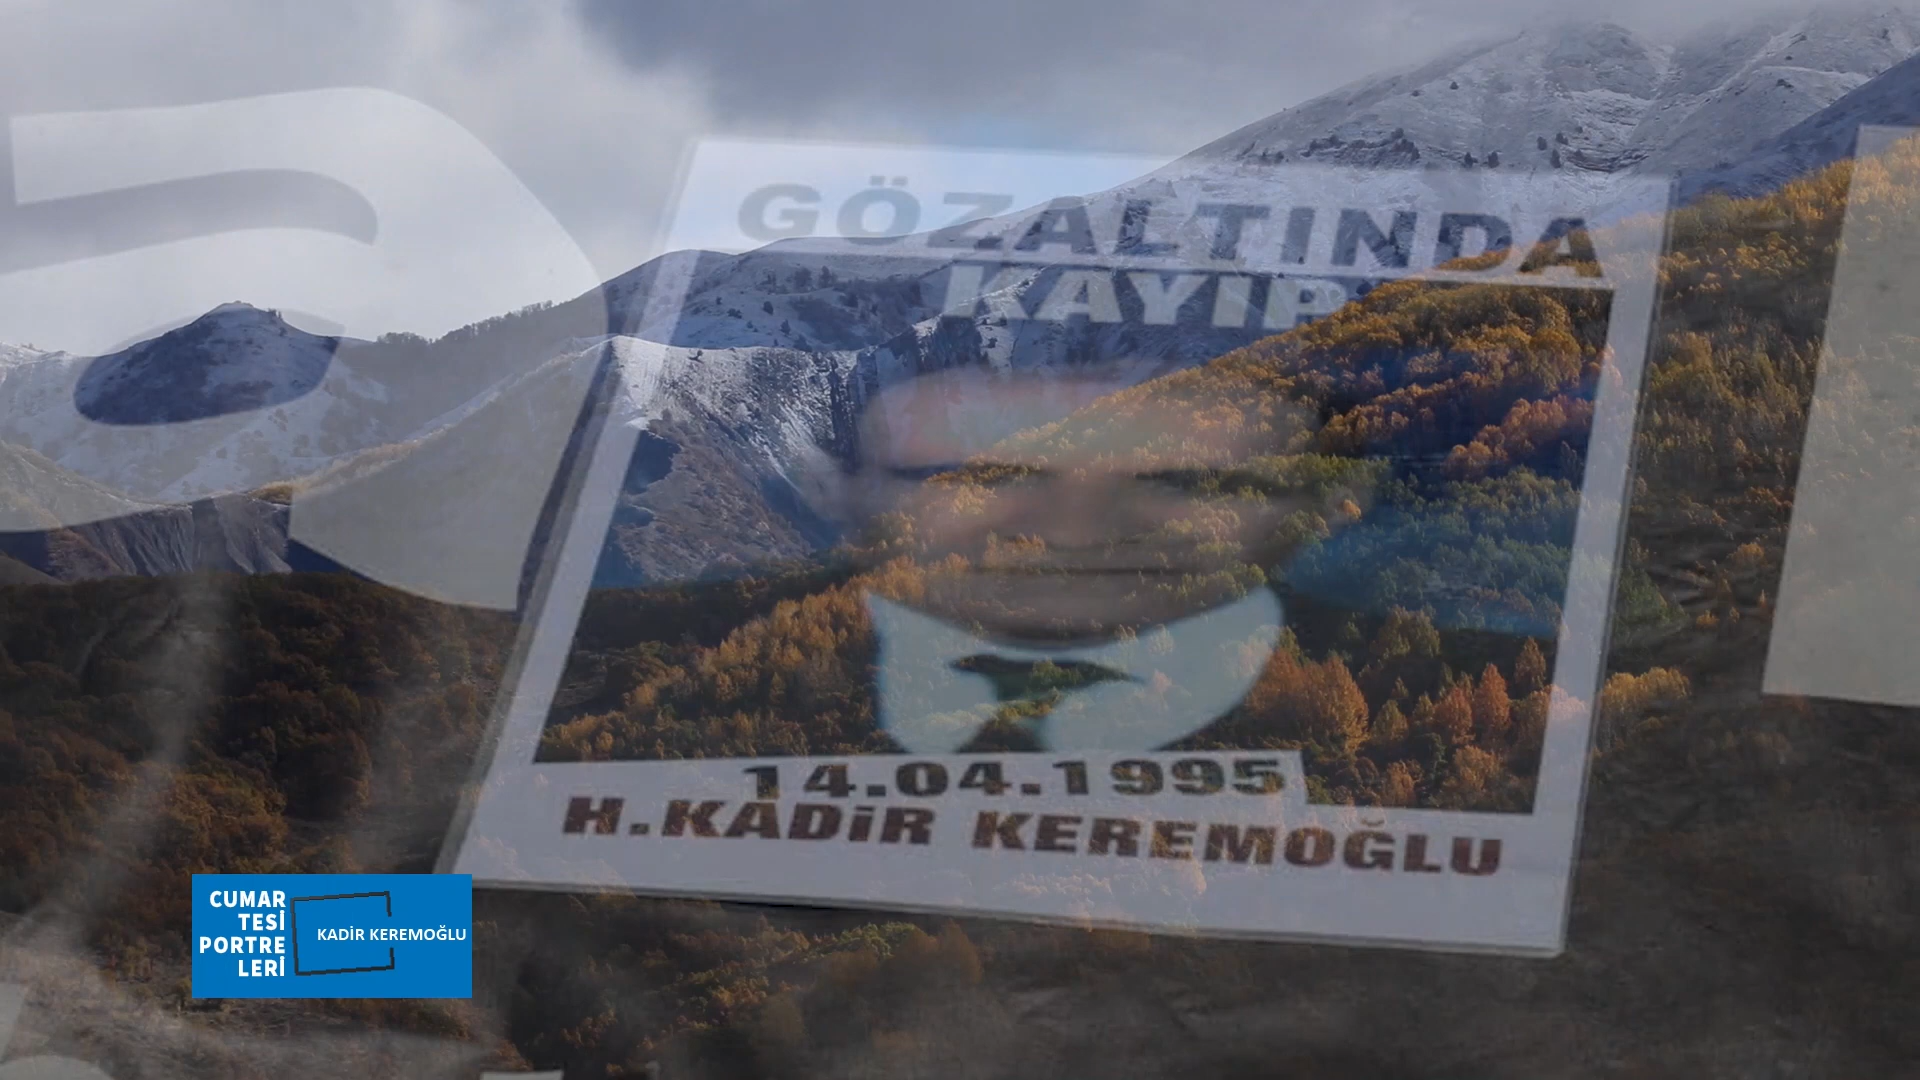 GÖZALTINDA
KAYIP
14.04.1995
H.KADİR KEREMOĞLU
CUMAR
TESİ
PORTRE
LERİ
KADİR KEREMOĞLU